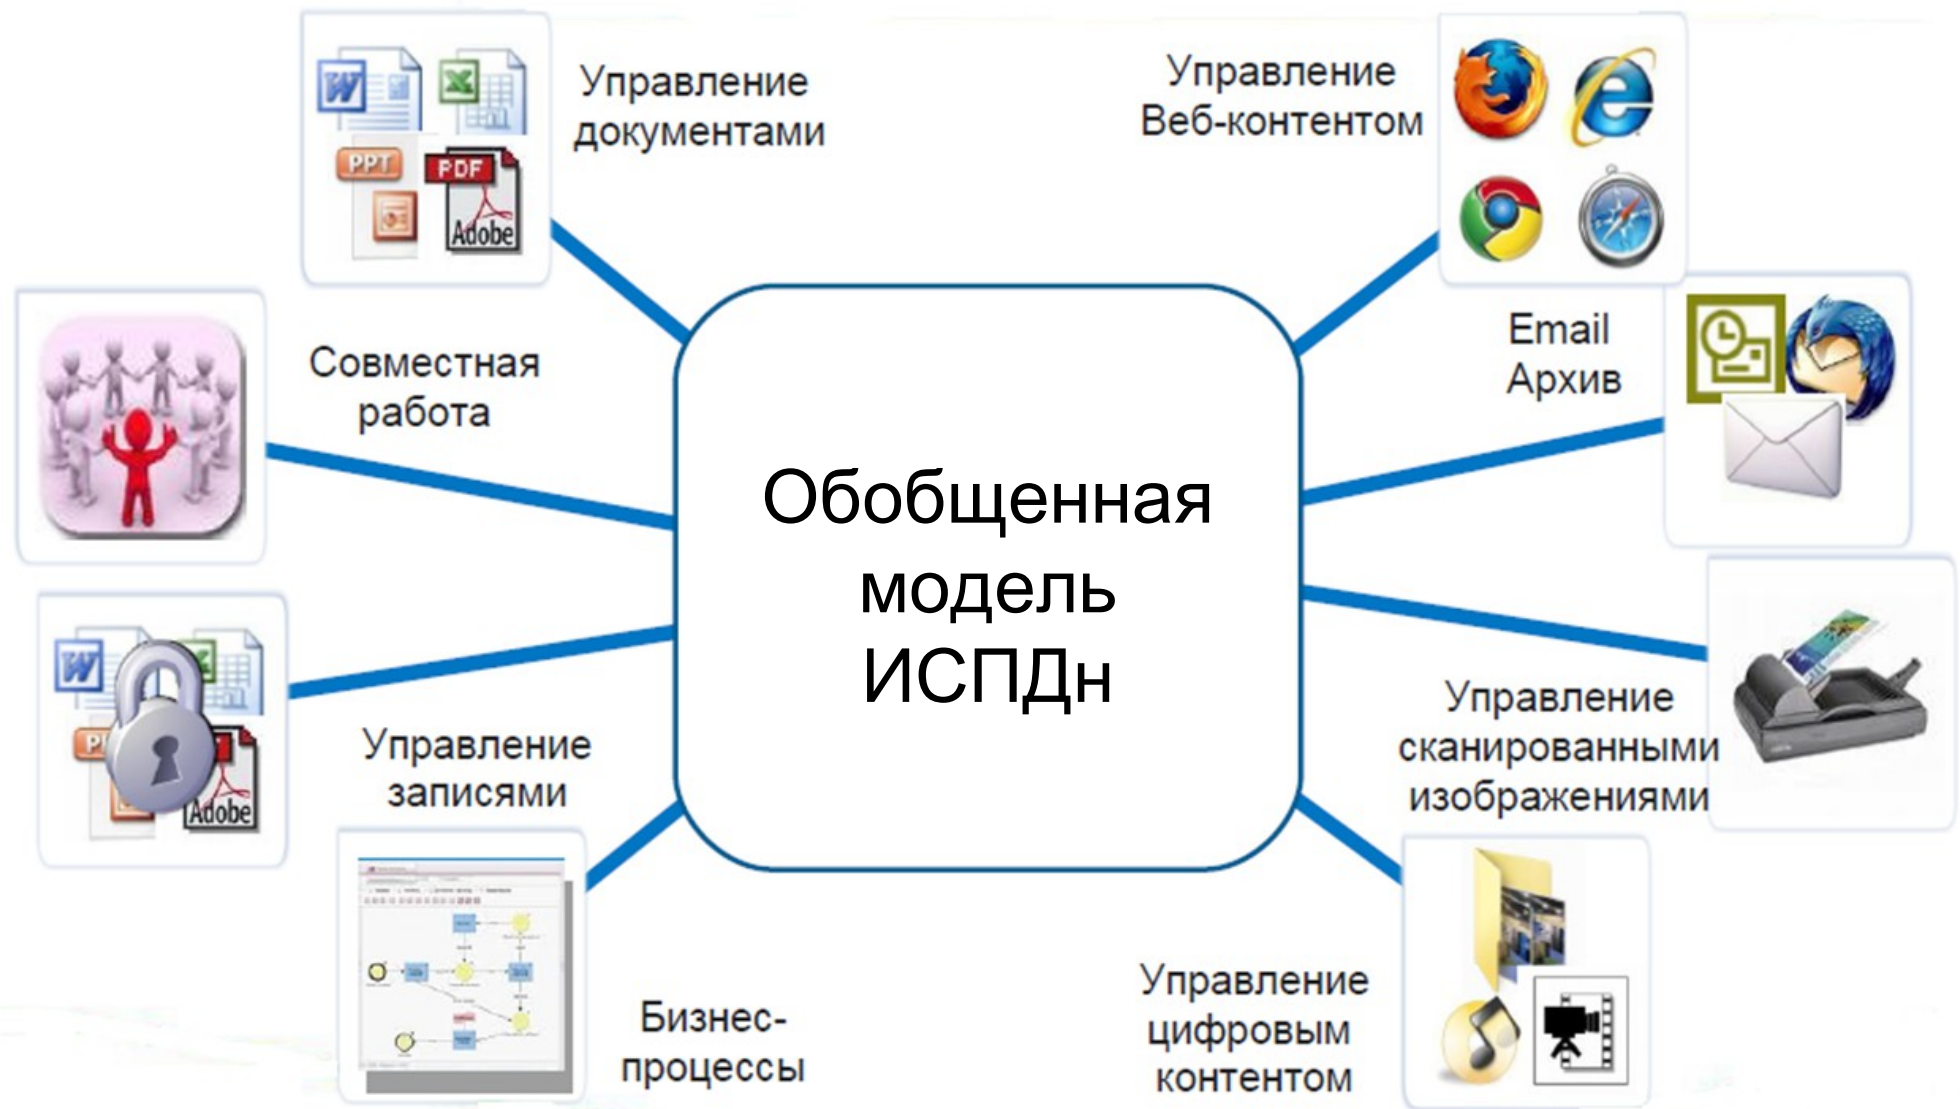 Управление
документами
Управление
Веб-контентом
W
X
PPT
PDF
Adobe
Совместная
работа
Email
Архив
Обобщенная
модель
ИСПДн
W
Adobe
Управление
записями
Управление
сканированными
изображениями
Бизнес-
процессы
Управление
цифровым
контентом